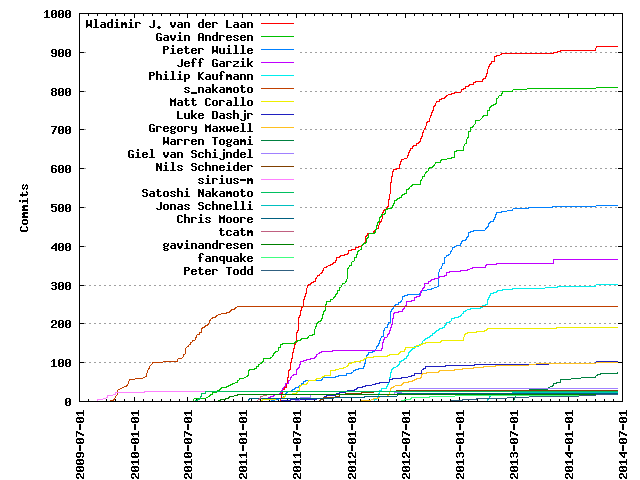 1000
900
800
700
600
500
400
300
200
100
0
Commits
Wladimir J. van der Laan
Gavin Andresen
Pieter Wuille
Jeff Garzik
Philip Kaufmann
s_nakamoto
Matt Corallo
Luke Dashjr
Gregory Maxwell
Warren Togami
Giel van Schijndel
Nils Schneider
sirius-m
Satoshi Nakamoto
Jonas Schnelli
Chris Moore
tcatm
gavinandresen
fanquake
Peter Todd
2009-07-01
2010-01-01
2010-07-01
2011-01-01
2011-07-01
2012-01-01
2012-07-01
2013-01-01
2013-07-01
2014-01-01
2014-07-01